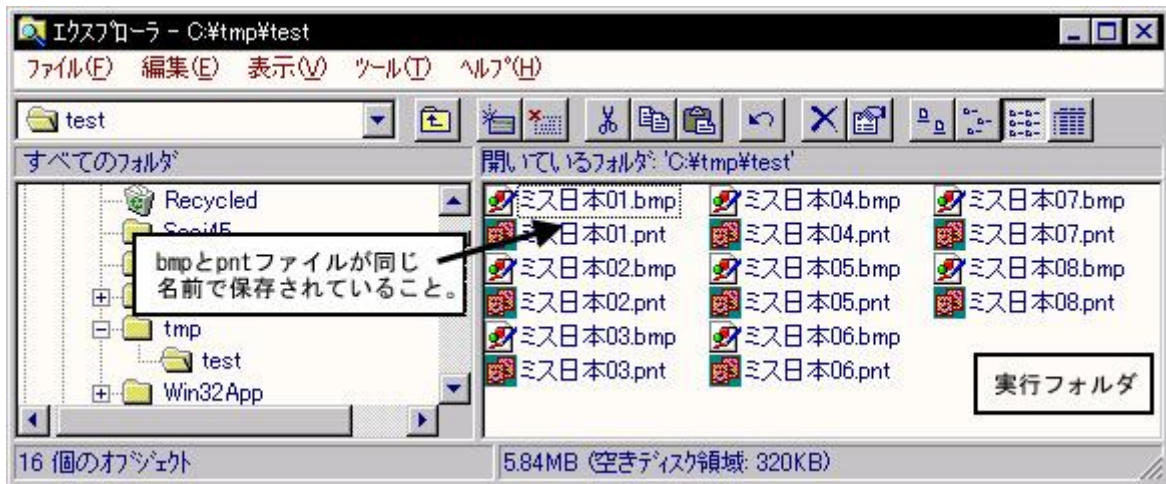 エクスプローラ - C:¥tmp¥test
ファイル(F) 編集(E) 表示(V) ツール(T) ヘルプ(H)
test
すべてのフォルダ
開いているフォルダ: 'C:¥tmp¥test'
Recycled
bmpとpntファイルが同じ
名前で保存されていること。
tmp
test
Win32App
ミス日本01.bmp
ミス日本01.pnt
ミス日本02.bmp
ミス日本02.pnt
ミス日本03.bmp
ミス日本03.pnt
ミス日本04.bmp
ミス日本04.pnt
ミス日本05.bmp
ミス日本05.pnt
ミス日本06.bmp
ミス日本06.pnt
ミス日本07.bmp
ミス日本07.pnt
ミス日本08.bmp
ミス日本08.pnt
実行フォルダ
16 個のオブジェクト
5.84MB (空きディスク領域: 320KB)